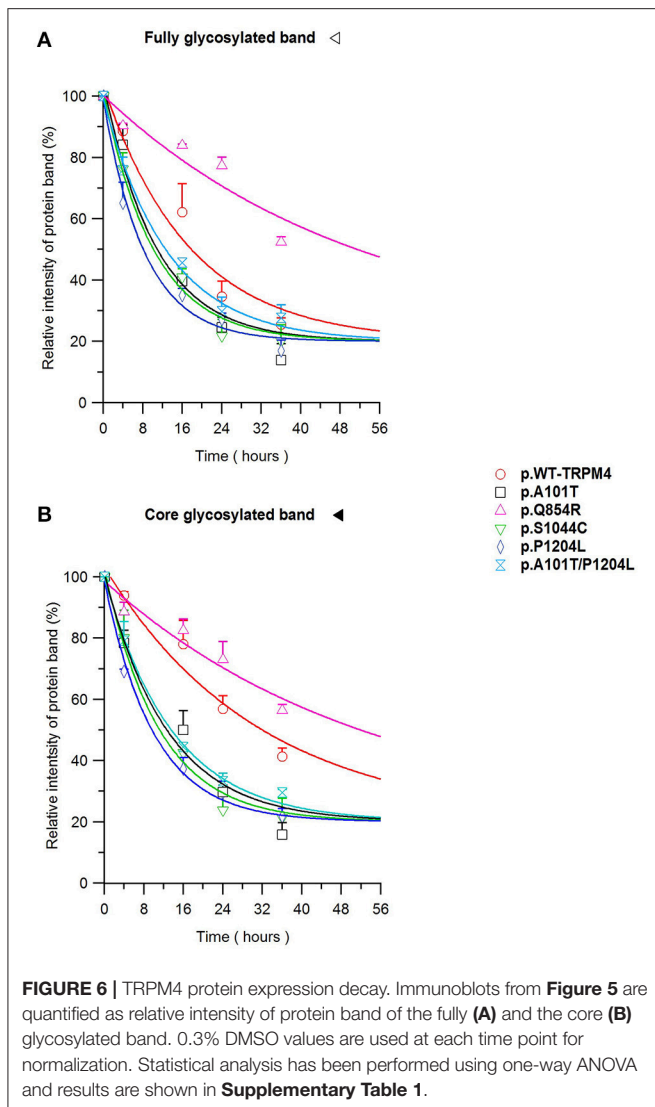 A
Fully glycosylated band
Relative intensity of protein band (%)
100
80
60
40
20
0
0 8 16 24 32 40 48 56
Time ( hours)
p.WT-TRPM4
p.A101T
p.Q854R
p.S1044C
p.P1204L
p.A101T/P1204L
B
Core glycosylated band
Relative intentsity of protein band (%)
100
80
60
40
20
0
0 8 16 24 32 40 48 56
Time ( hours)
FIGURE 6 | TRPM4 protein expression decay. Immunoblots from Figure 5 are
quantified as relative intensity of protein band of the fully (A) and the core (B)
glycosylated band. 0.3% DMSO values are used at each time point for
normalization. Statistical analysis has been performed using one-way ANOVA
and results are shown in Supplementary Table 1.